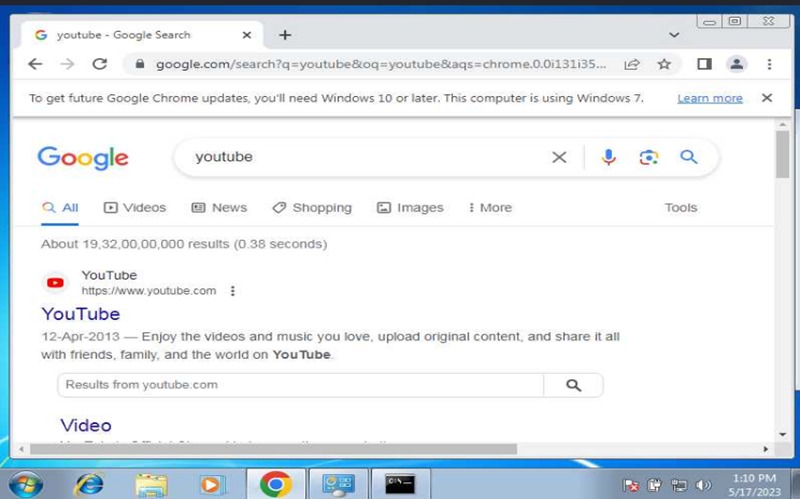 youtube - Google Search
google.com/search?q=youtube&oq=youtube&aqs=chrome.0.0i131i35...
To get future Google Chrome updates, you'll need Windows 10 or later. This computer is using Windows 7. Learn more
Google youtube
All Videos News Shopping Images More Tools
About 19,32,00,00,000 results (0.38 seconds)
YouTube
https://www.youtube.com
YouTube
12-Apr-2013 — Enjoy the videos and music you love, upload original content, and share it all
with friends, family, and the world on YouTube.
Results from youtube.com
Video
1:10 PM
5/17/2023